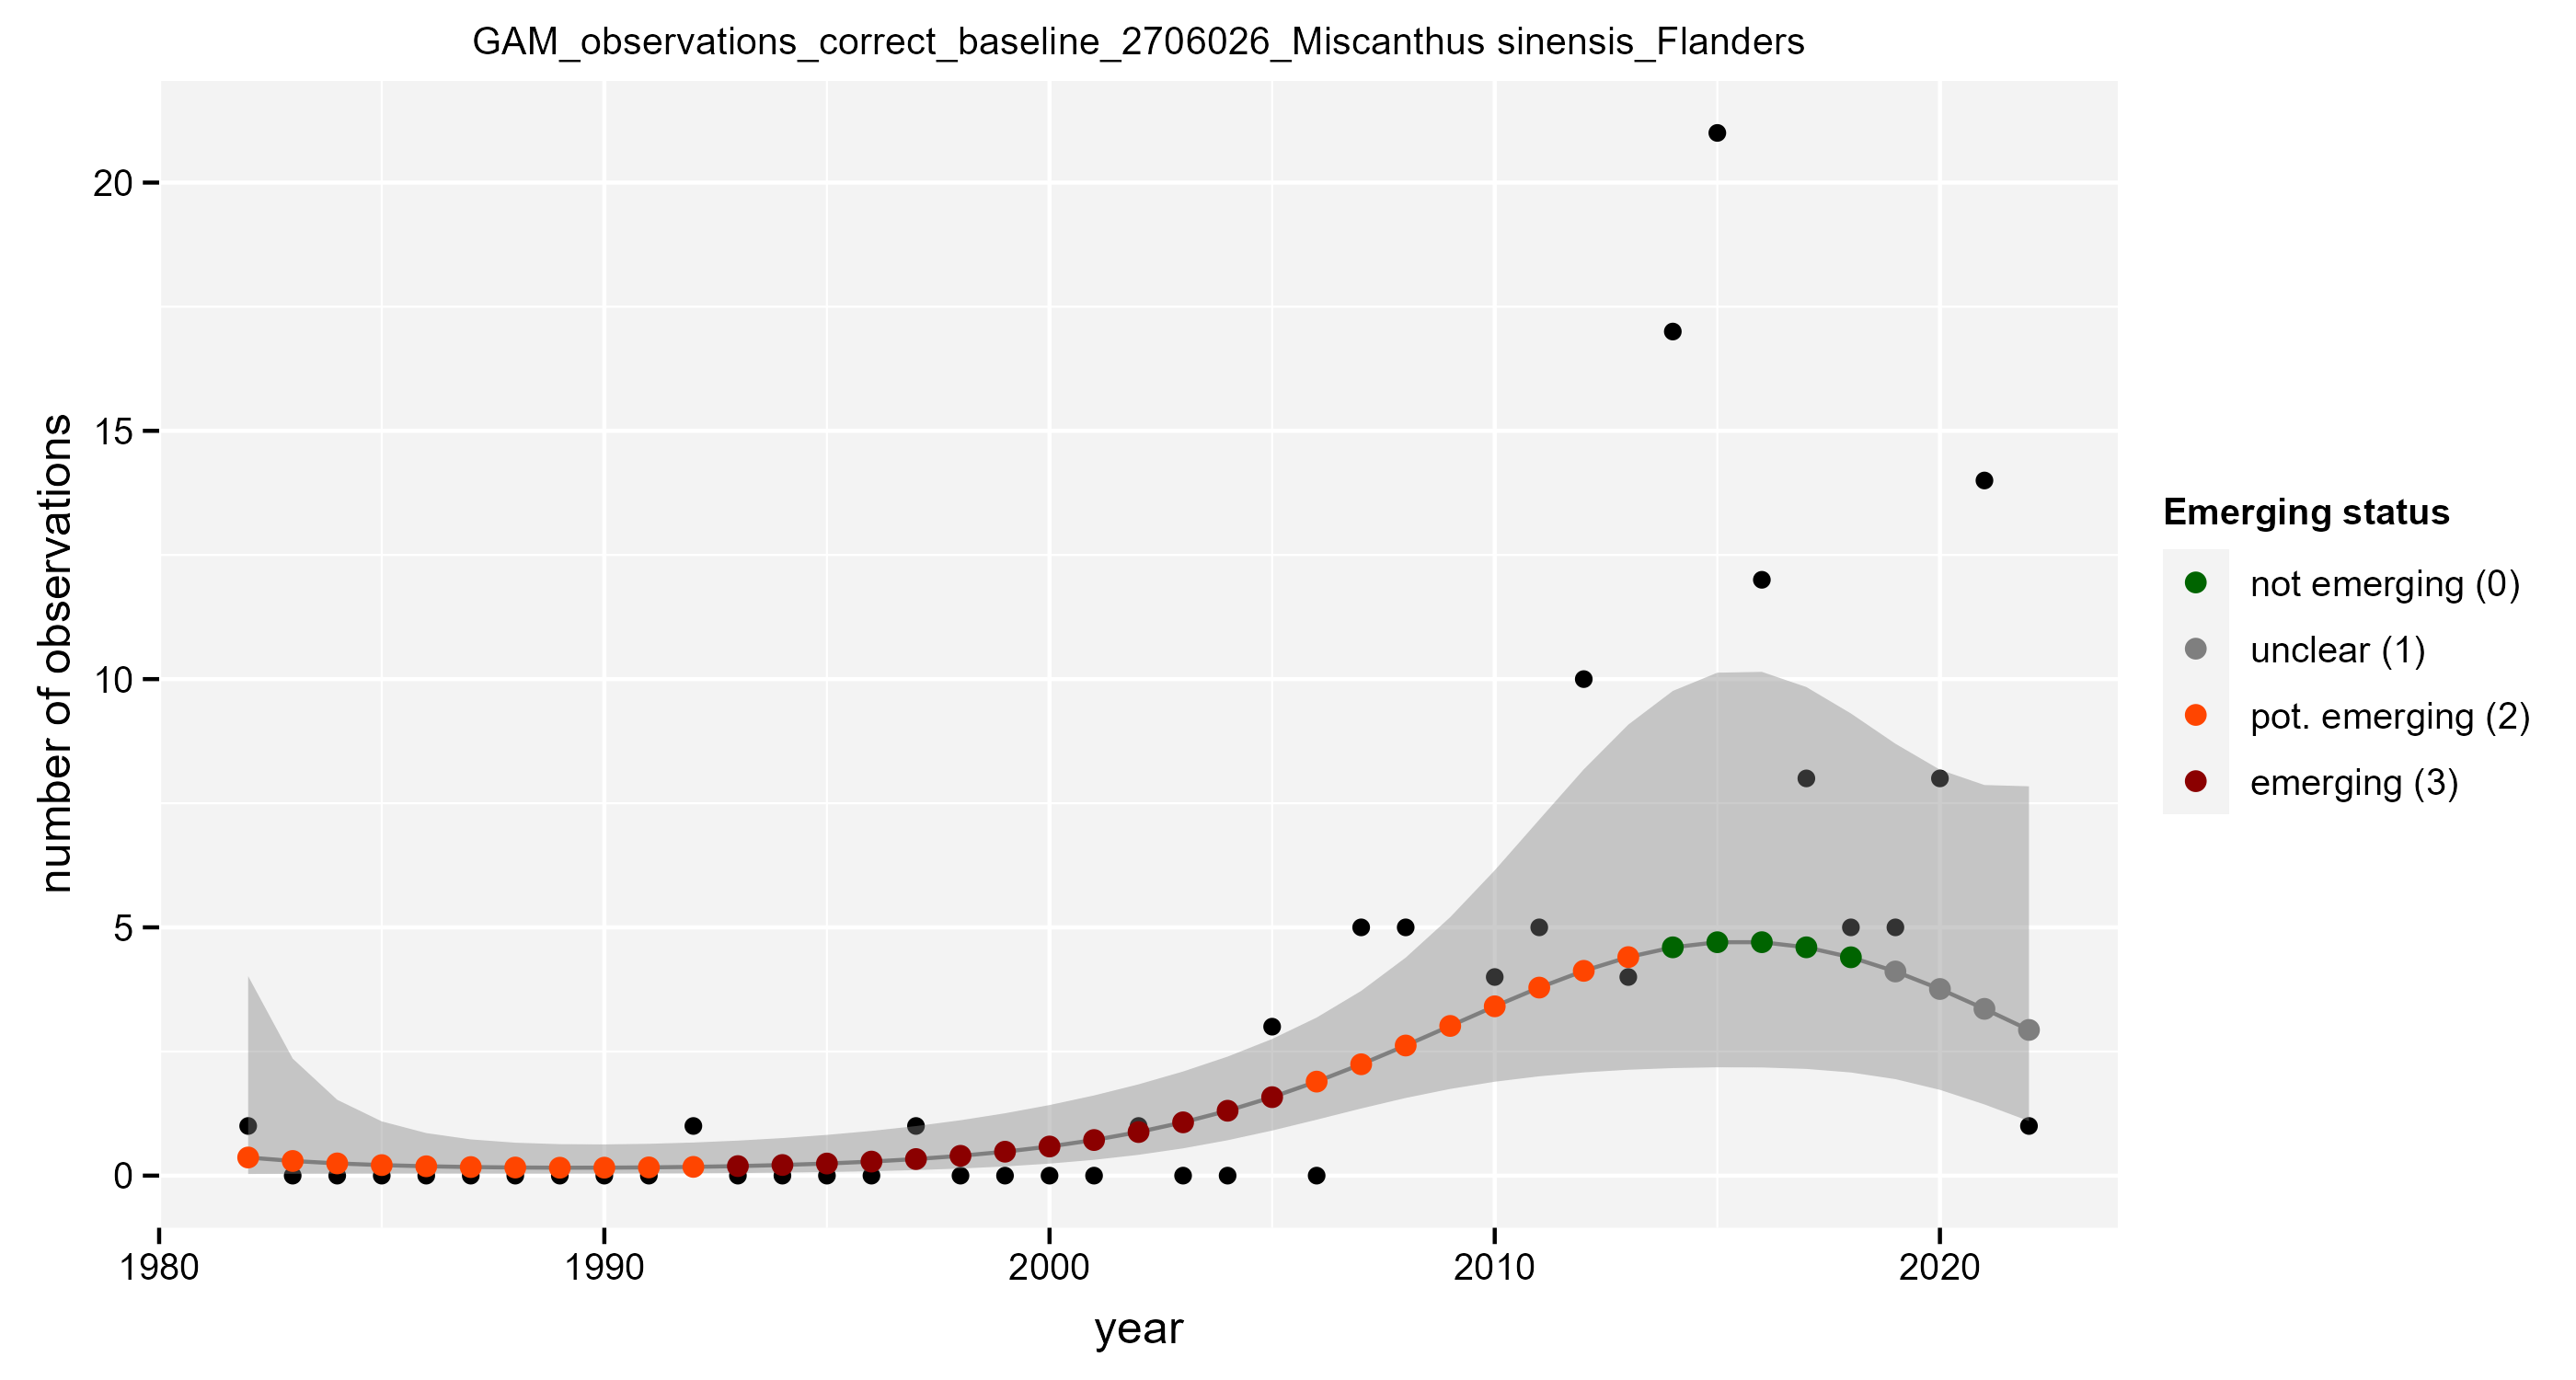 GAM_observations_correct_baseline_2706026_Miscanthus sinensis_Flanders
number of observations
20
15
10
5
0
1980
1990
2000
2010
2020
year
Emerging status
not emerging (0)
unclear (1)
pot. emerging (2)
emerging (3)